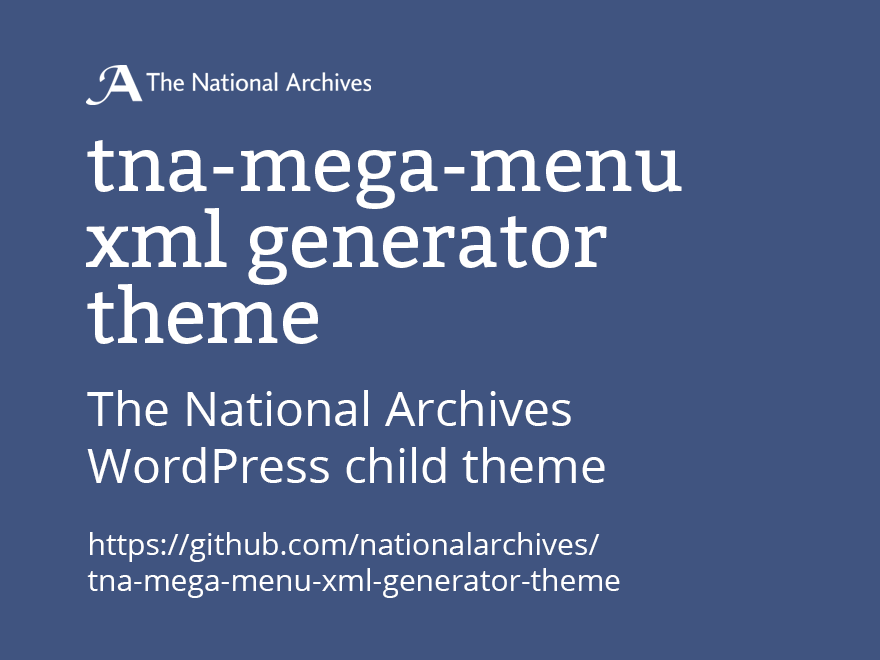 The National Archives
tna-mega-menu
xml generator
theme
The National Archives
WordPress child theme
https://github.com/nationalarchives/
tna-mega-menu-xml-generator-theme